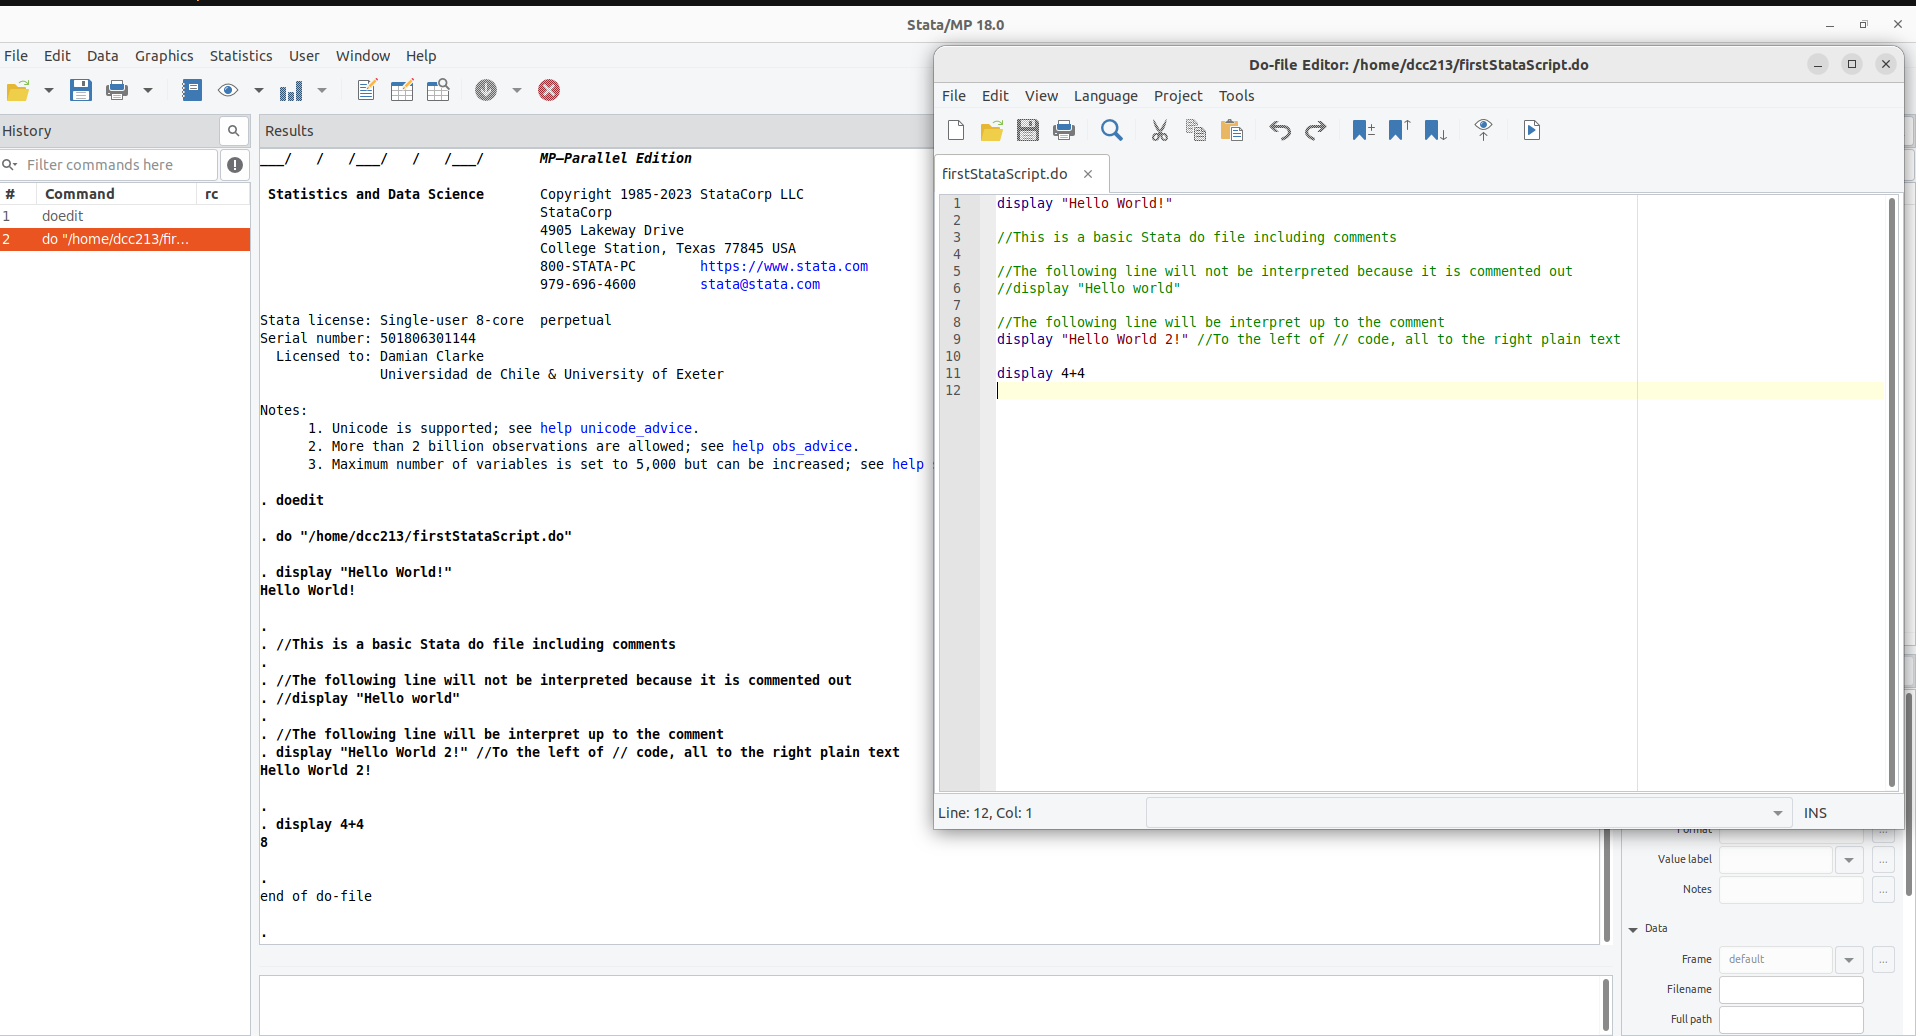 Stata/MP 18.0
File Edit Data Graphics Statistics User Window Help
History
Filter commands here
# Command rc
1 doedit
2 do "/home/dcc213/fir...
Results
___/ / /___/ / /___/ MP—Parallel Edition
Statistics and Data Science Copyright 1985-2023 StataCorp LLC
StataCorp
4905 Lakeway Drive
College Station, Texas 77845 USA
800-STATA-PC https://www.stata.com
979-696-4600 stata@stata.com
Stata license: Single-user 8-core perpetual
Serial number: 501806301144
Licensed to: Damian Clarke
Universidad de Chile & University of Exeter
Notes:
1. Unicode is supported; see help unicode_advice.
2. More than 2 billion observations are allowed; see help obs_advice.
3. Maximum number of variables is set to 5,000 but can be increased; see help
. doedit
. do "/home/dcc213/firstStataScript.do"
. display "Hello World!"
Hello World!
.
. //This is a basic Stata do file including comments
.
. //The following line will not be interpreted because it is commented out
. //display "Hello world"
.
. //The following line will be interpret up to the comment
. display "Hello World 2!" //To the left of // code, all to the right plain text
Hello World 2!
.
. display 4+4
8
.
end of do-file
.
Do-file Editor: /home/dcc213/firstStataScript.do
File Edit View Language Project Tools
firstStataScript.do
1 display "Hello World!"
2
3 //This is a basic Stata do file including comments
4
5 //The following line will not be interpreted because it is commented out
6 //display "Hello world"
7
8 //The following line will be interpret up to the comment
9 display "Hello World 2!" //To the left of // code, all to the right plain text
10
11 display 4+4
12
Line: 12, Col: 1 INS
Format ...
Value label ...
Notes ...
Data
Frame default ...
Filename
Full path